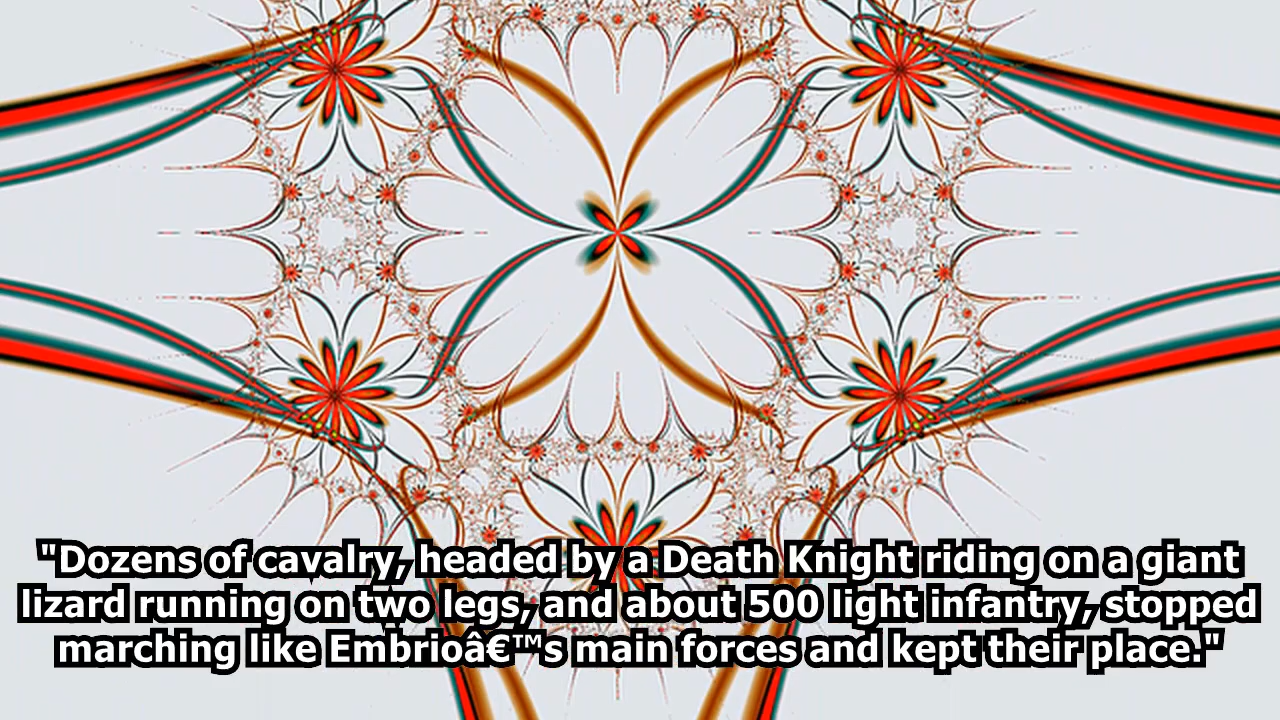 "Dozens of cavalry, headed by a Death Knight riding on a giant
lizard running on two legs, and about 500 light infantry, stopped
marching like Embrioâ€™s main forces and kept their place."